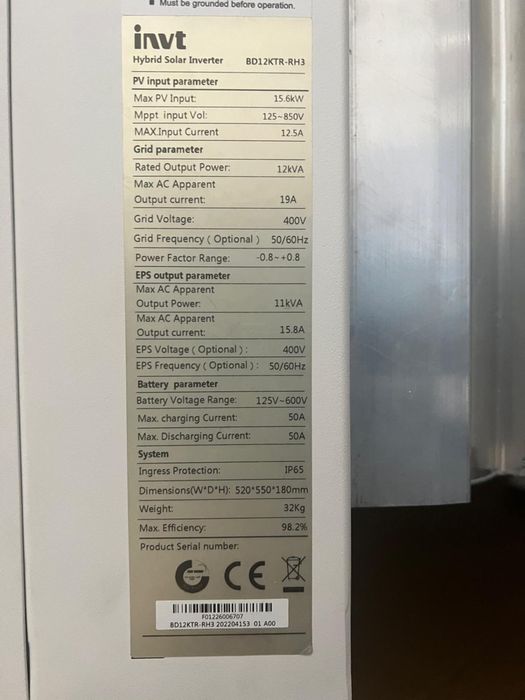 Must be grounded before operation.
invt
Hybrid Solar Inverter BD12KTR-RH3
PV input parameter
Max PV Input: 15.6kW
Mppt input Vol: 125~850V
MAX.Input Current 12.5A
Grid parameter
Rated Output Power: 12kVA
Max AC Apparent
Output current: 19A
Grid Voltage: 400V
Grid Frequency ( Optional ) 50/60Hz
Power Factor Range: -0.8~+0.8
EPS output parameter
Max AC Apparent
Output Power: 11kVA
Max AC Apparent
Output current: 15.8A
EPS Voltage ( Optional ) : 400V
EPS Frequency ( Optional ) : 50/60Hz
Battery parameter
Battery Voltage Range: 125V~600V
Max. charging Current: 50A
Max. Discharging Current: 50A
System
Ingress Protection: IP65
Dimensions(W*D*H): 520*550*180mm
Weight: 32Kg
Max. Efficiency: 98.2%
Product Serial number:
CE
F01226006707
BD12KTR-RH3 202204153 01 A00